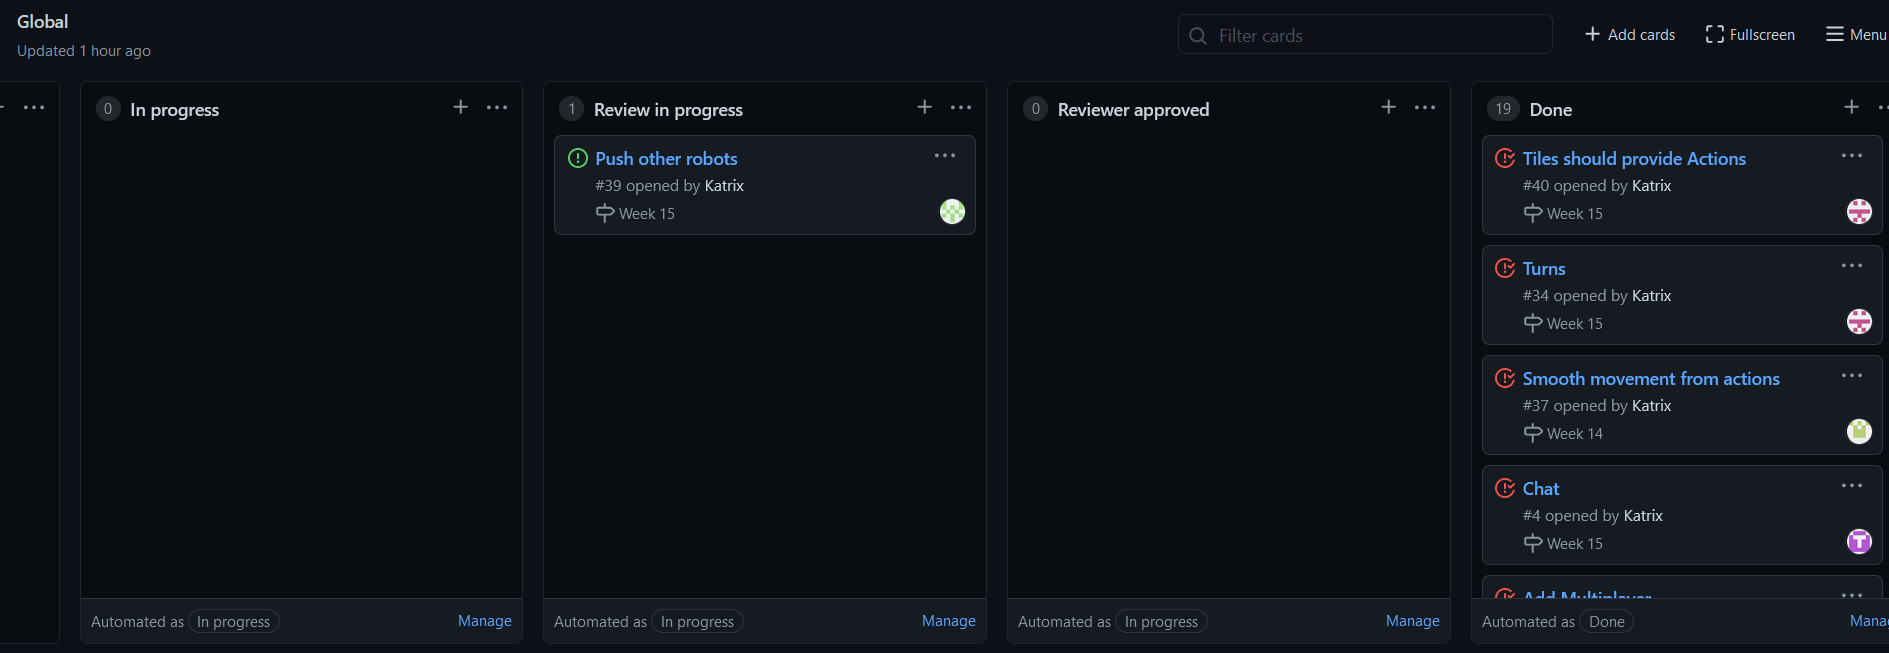 Global
Updated 1 hour ago
Filter cards
Add cards
Fullscreen
Menu
0 In progress
Automated as In progress Manage
1 Review in progress
Push other robots
#39 opened by Katrix
Week 15
Automated as In progress Manage
0 Reviewer approved
Automated as In progress Manage
19 Done
Tiles should provide Actions
#40 opened by Katrix
Week 15
Turns
#34 opened by Katrix
Week 15
Smooth movement from actions
#37 opened by Katrix
Week 14
Chat
#4 opened by Katrix
Week 15
Add Multiplayer
Automated as Done Mana